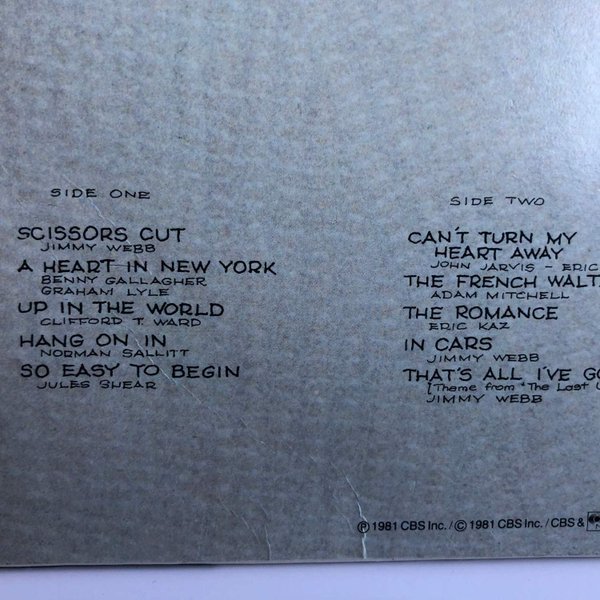 SIDE ONE
SCISSORS CUT
JIMMY WEBB
A HEART IN NEW YORK
BENNY GALLAGHER
GRAHAM LYLE
UP IN THE WORLD
CLIFFORD T. WARD
HANG ON IN
NORMAN SALLITT
SO EASY TO BEGIN
JULES SHEAR
SIDE TWO
CAN'T TURN MY
HEART AWAY
JOHN JARVIS - ERIC
THE FRENCH WALT
ADAM MITCHELL
THE ROMANCE
ERIC KAZ
IN CARS
JIMMY WEBB
THAT'S ALL I'VE GO
(Theme from "The Last U
JIMMY WEBB
℗ 1981 CBS Inc. / © 1981 CBS Inc. / CBS &